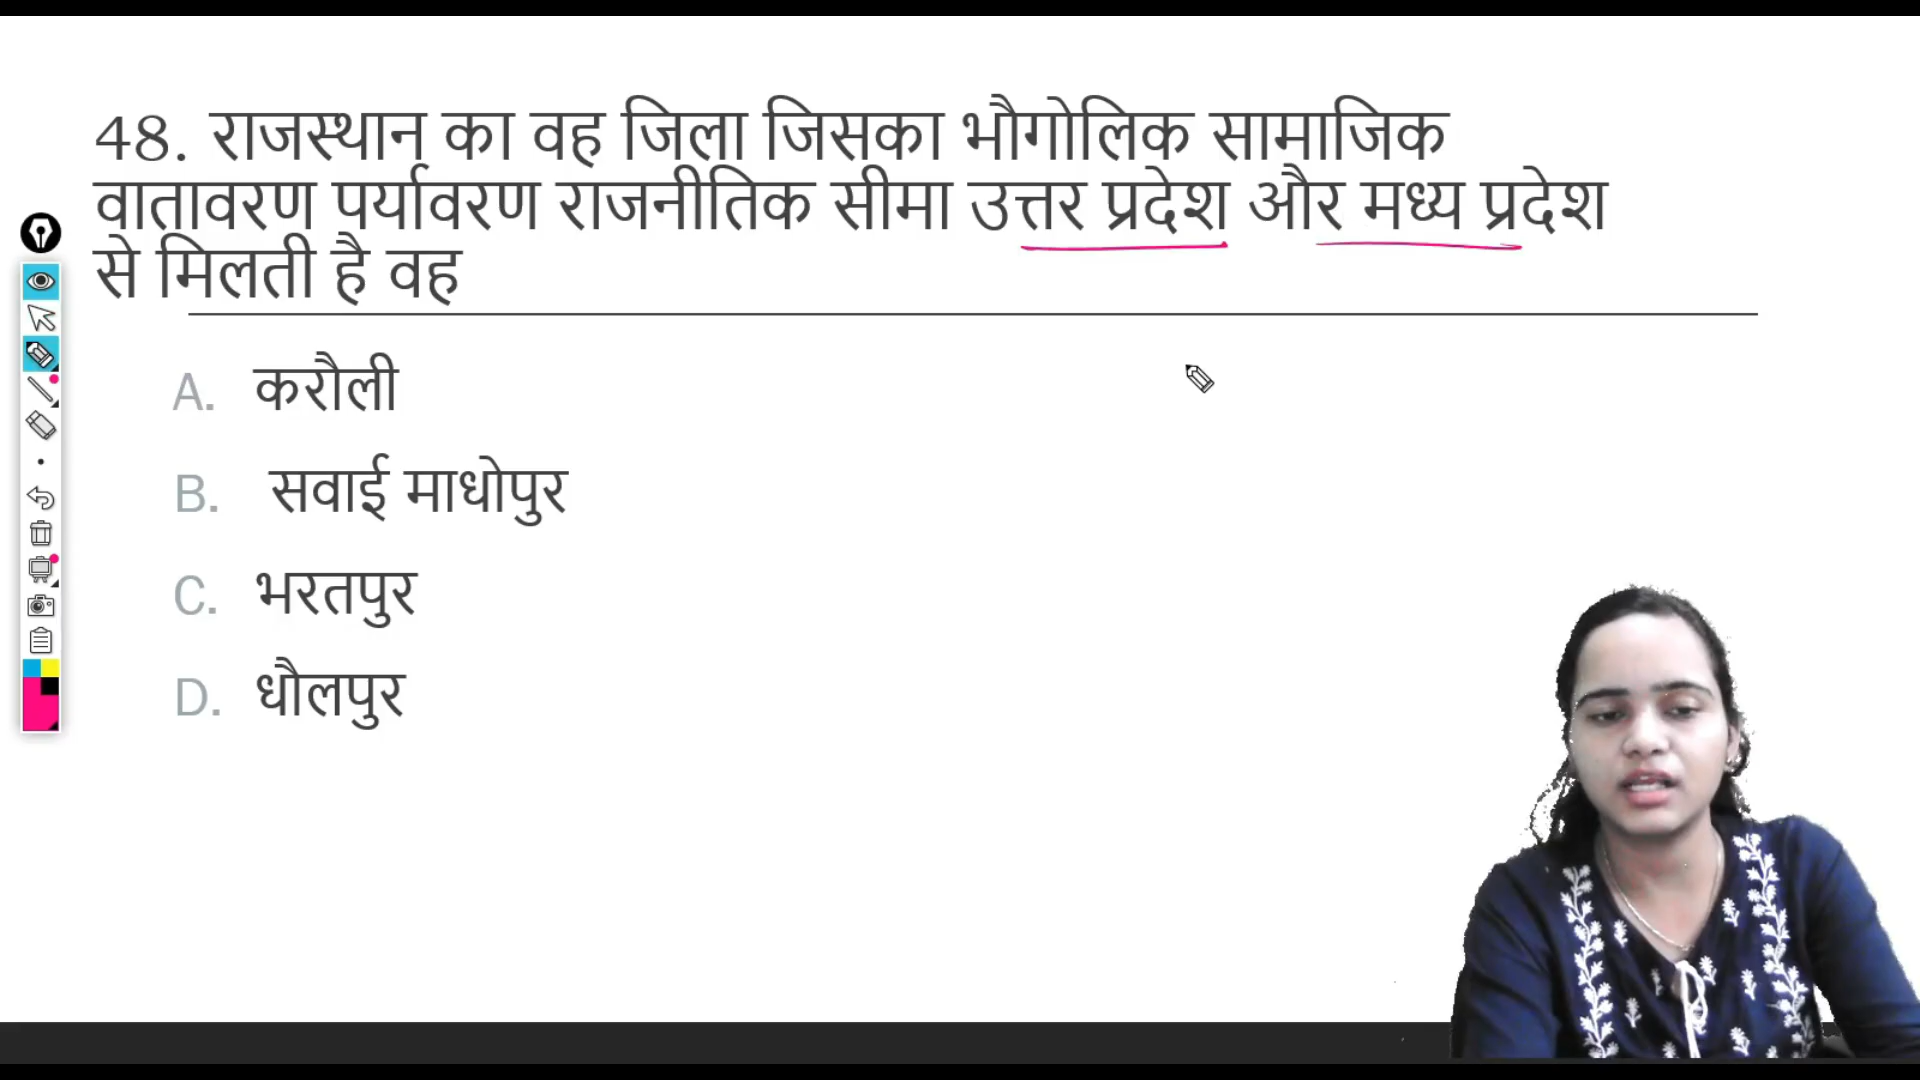 48. राजस्थान का वह जिला जिसका भौगोलिक सामाजिक
वातावरण पर्यावरण राजनीतिक सीमा उत्तर प्रदेश और मध्य प्रदेश
से मिलती है वह
A. करौली
B. सवाई माधोपुर
C. भरतपुर
D. धौलपुर